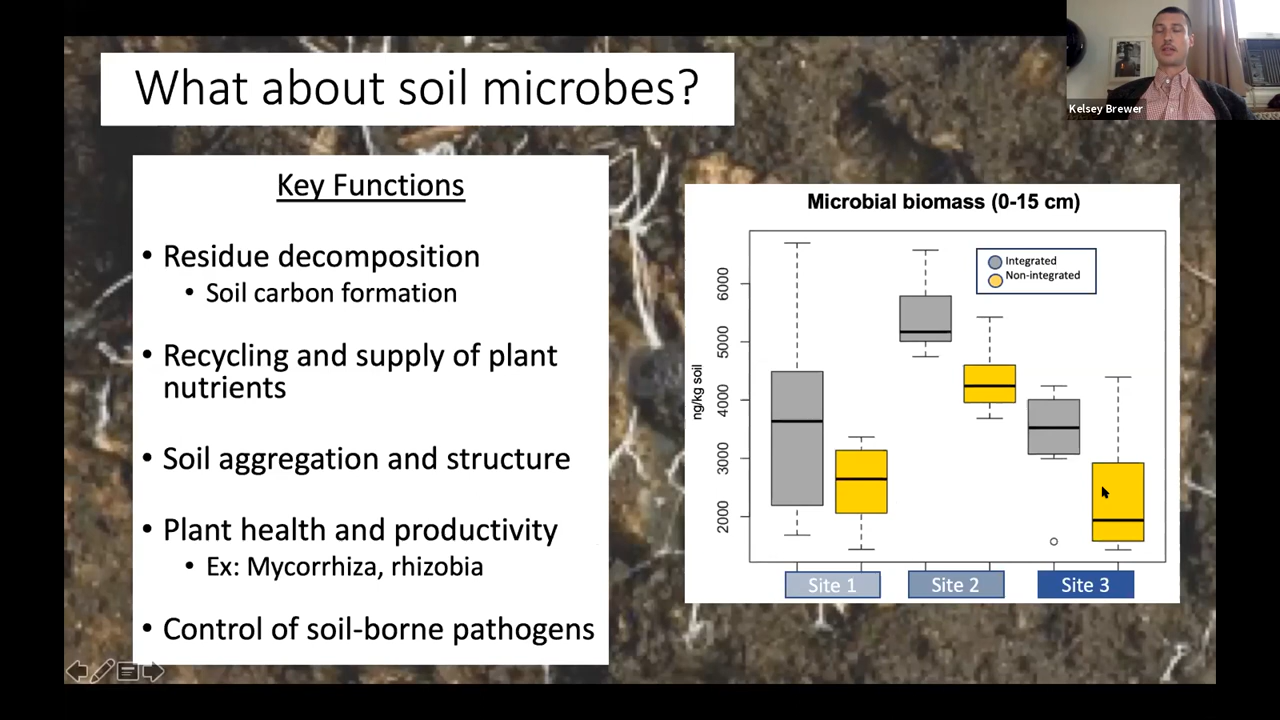 What about soil microbes?
Kelsey Brewer
Key Functions
• Residue decomposition
• Soil carbon formation
• Recycling and supply of plant
nutrients
• Soil aggregation and structure
• Plant health and productivity
• Ex: Mycorrhiza, rhizobia
• Control of soil-borne pathogens
Microbial biomass (0-15 cm)
Integrated
Non-integrated
ng/kg soil
6000
5000
4000
3000
2000
Site 1
Site 2
Site 3